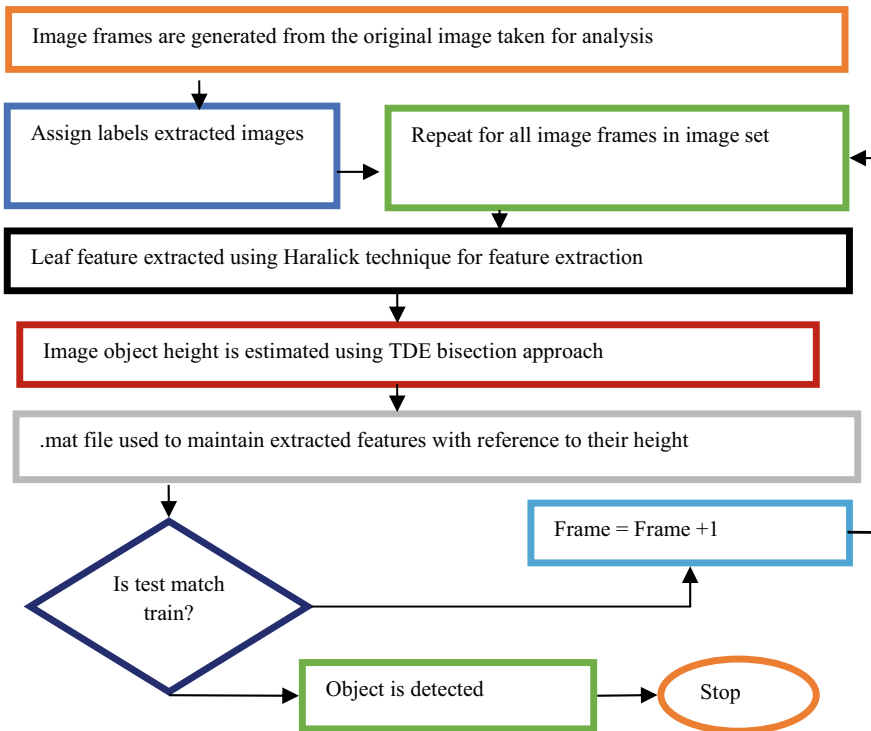 Image frames are generated from the original image taken for analysis
Assign labels extracted images
Repeat for all image frames in image set
Leaf feature extracted using Haralick technique for feature extraction
Image object height is estimated using TDE bisection approach
.mat file used to maintain extracted features with reference to their height
Frame = Frame +1
Is test match
train?
Object is detected
Stop